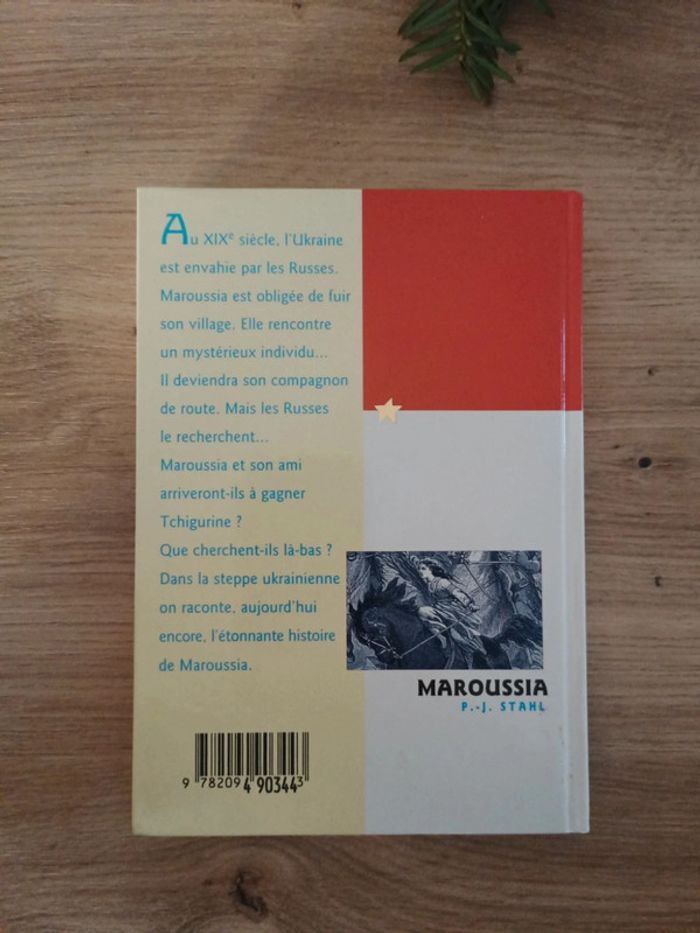 Au XIXe siècle, l'Ukraine
est envahie par les Russes.
Maroussia est obligée de fuir
son village. Elle rencontre
un mystérieux individu...
Il deviendra son compagnon
de route. Mais les Russes
le recherchent...
Maroussia et son ami
arriveront-ils à gagner
Tchigurine ?
Que cherchent-ils là-bas ?
Dans la steppe ukrainienne
on raconte, aujourd'hui
encore, l'étonnante histoire
de Maroussia.
MAROUSSIA
P.-J. STAHL
9 782094 903443